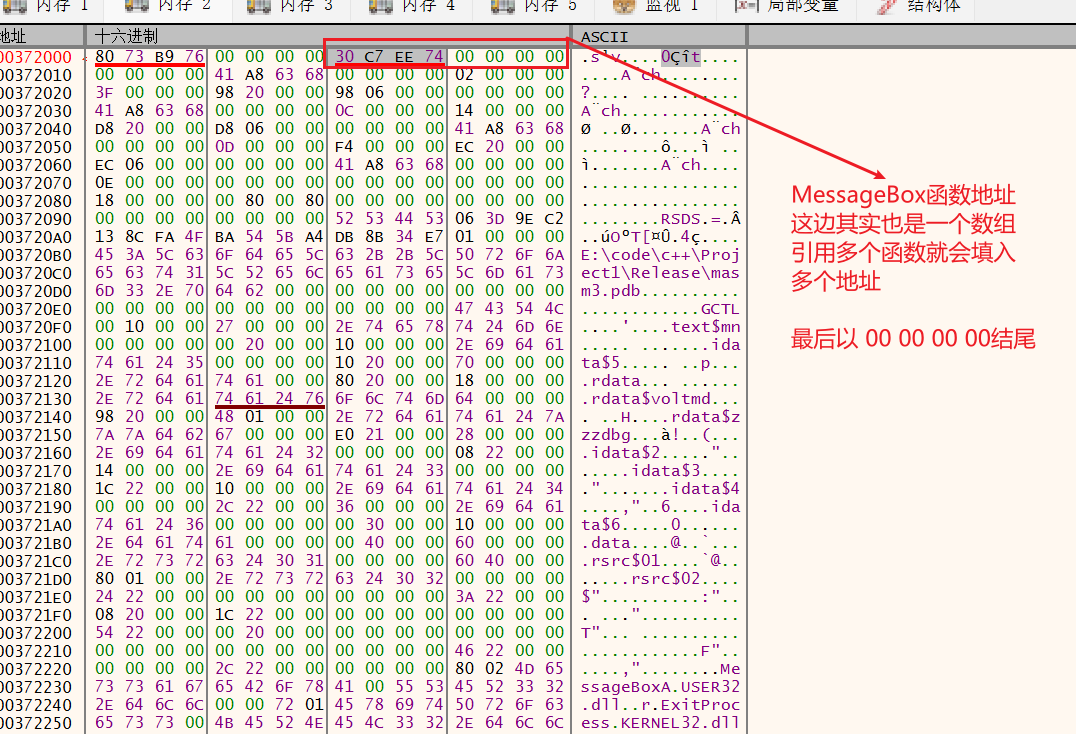 内存 1 内存 2 内存 3 内存 4 内存 5 监视 1 [x=] 局部变量 结构体
地址 十六进制 ASCII
00372000 80 73 B9 76 00 00 00 00 30 C7 EE 74 00 00 00 00 .s¹v....0Çît....
00372010 00 00 00 00 41 A8 63 68 00 00 00 00 02 00 00 00 ....A¨ch........
00372020 3F 00 00 00 98 20 00 00 98 06 00 00 00 00 00 00 ?.... ..........
00372030 41 A8 63 68 00 00 00 00 0C 00 00 00 14 00 00 00 A¨ch............
00372040 D8 20 00 00 D8 06 00 00 00 00 00 00 41 A8 63 68 Ø ..Ø.......A¨ch
00372050 00 00 00 00 0D 00 00 00 F4 00 00 00 EC 20 00 00 ........ô...ì ..
00372060 EC 06 00 00 00 00 00 00 41 A8 63 68 00 00 00 00 ì.......A¨ch....
00372070 0E 00 00 00 00 00 00 00 00 00 00 00 00 00 00 00 ................
00372080 18 00 00 00 00 80 00 80 00 00 00 00 00 00 00 00 ................
00372090 00 00 00 00 00 00 00 00 52 53 44 53 06 3D 9E C2 ........RSDS.=.Â
003720A0 13 8C FA 4F BA 54 5B A4 DB 8B 34 E7 01 00 00 00 ..úOºT[¤Û.4ç....
003720B0 45 3A 5C 63 6F 64 65 5C 63 2B 2B 5C 50 72 6F 6A E:\code\c++\Proj
003720C0 65 63 74 31 5C 52 65 6C 65 61 73 65 5C 6D 61 73 ect1\Release\mas
003720D0 6D 33 2E 70 64 62 00 00 00 00 00 00 00 00 00 00 m3.pdb..........
003720E0 00 00 00 00 00 00 00 00 00 00 00 00 47 43 54 4C ............GCTL
003720F0 00 10 00 00 27 00 00 00 2E 74 65 78 74 24 6D 6E ....'....text$mn
00372100 00 00 00 00 00 20 00 00 10 00 00 00 2E 69 64 61 ..... .......ida
00372110 74 61 24 35 00 00 00 00 10 20 00 00 70 00 00 00 ta$5..... ..p...
00372120 2E 72 64 61 74 61 00 00 80 20 00 00 18 00 00 00 .rdata... ......
00372130 2E 72 64 61 74 61 24 76 6F 6C 74 6D 64 00 00 00 .rdata$voltmd...
00372140 98 20 00 00 48 01 00 00 2E 72 64 61 74 61 24 7A . ..H....rdata$z
00372150 7A 7A 64 62 67 00 00 00 E0 21 00 00 28 00 00 00 zzdbg...à!..(...
00372160 2E 69 64 61 74 61 24 32 00 00 00 00 08 22 00 00 .idata$2....."..
00372170 14 00 00 00 2E 69 64 61 74 61 24 33 00 00 00 00 .....idata$3....
00372180 1C 22 00 00 10 00 00 00 2E 69 64 61 74 61 24 34 .".......idata$4
00372190 00 00 00 00 2C 22 00 00 36 00 00 00 2E 69 64 61 ....,"..6....ida
003721A0 74 61 24 36 00 00 00 00 00 30 00 00 10 00 00 00 ta$6.....0......
003721B0 2E 64 61 74 61 00 00 00 00 40 00 00 60 00 00 00 .data....@..`...
003721C0 2E 72 73 72 63 24 30 31 00 00 00 00 60 40 00 00 .rsrc$01....`@..
003721D0 80 01 00 00 2E 72 73 72 63 24 30 32 00 00 00 00 .....rsrc$02....
003721E0 24 22 00 00 00 00 00 00 00 00 00 00 3A 22 00 00 $"..........:"..
003721F0 08 20 00 00 1C 22 00 00 00 00 00 00 00 00 00 00 . ..."..........
00372200 54 22 00 00 00 20 00 00 00 00 00 00 00 00 00 00 T"... ..........
00372210 00 00 00 00 00 00 00 00 00 00 00 00 46 22 00 00 ............F"..
00372220 00 00 00 00 2C 22 00 00 00 00 00 00 80 02 4D 65 ....,"........Me
00372230 73 73 61 67 65 42 6F 78 41 00 55 53 45 52 33 32 ssageBoxA.USER32
00372240 2E 64 6C 6C 00 00 72 01 45 78 69 74 50 72 6F 63 .dll..r.ExitProc
00372250 65 73 73 00 4B 45 52 4E 45 4C 33 32 2E 64 6C 6C ess.KERNEL32.dll
MessageBox函数地址
这边其实也是一个数组
引用多个函数就会填入
多个地址
最后以 00 00 00 00结尾